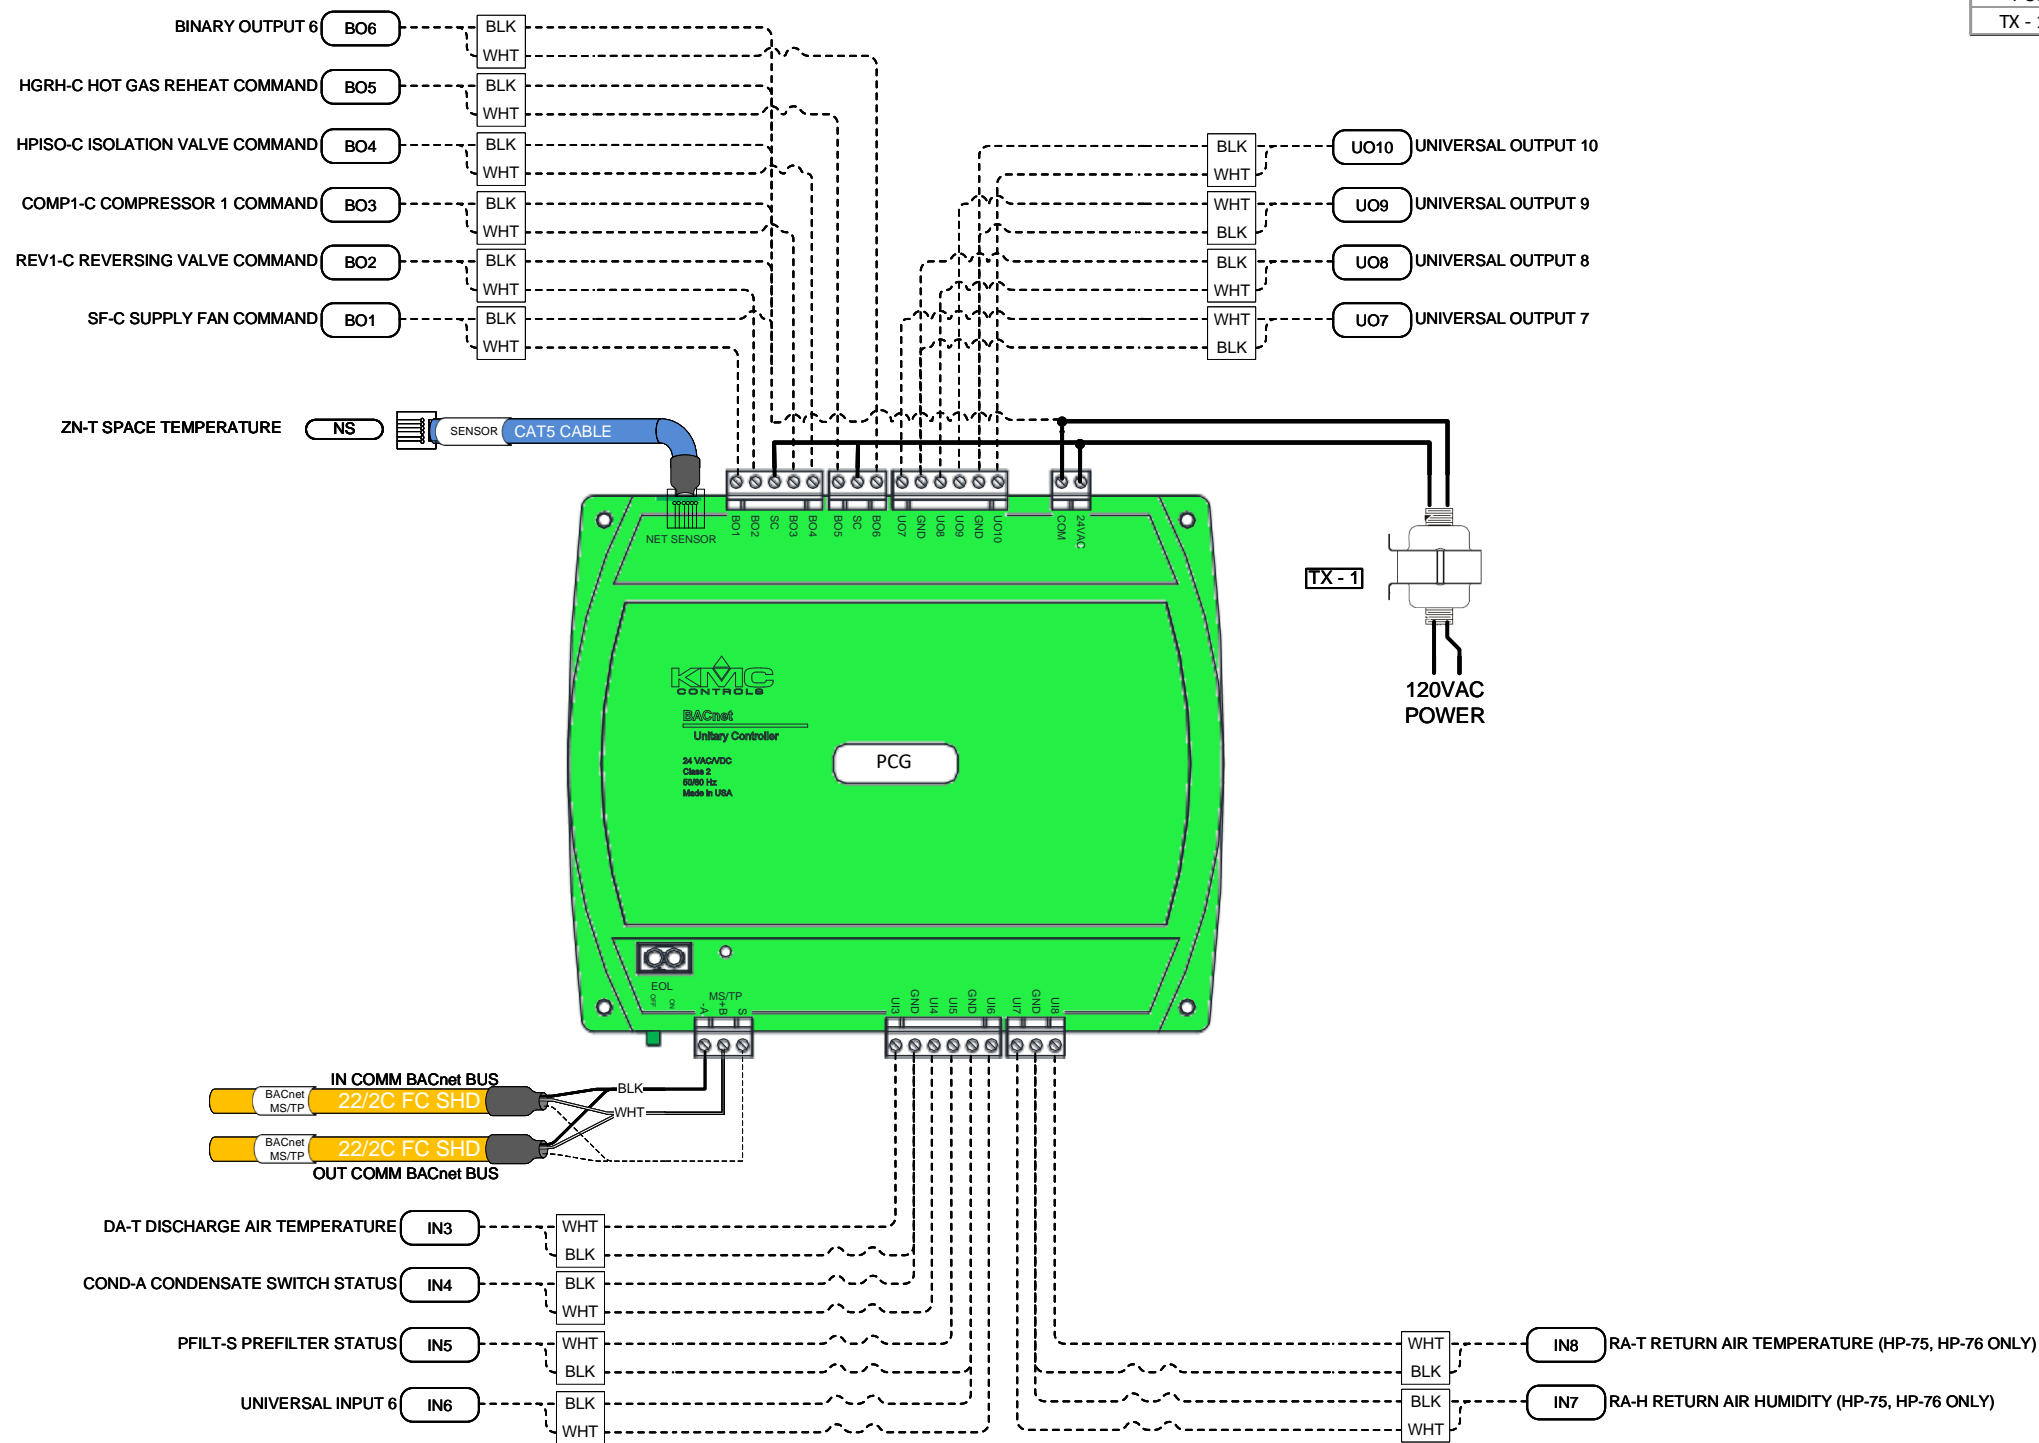 TX -
BINARY OUTPUT 6 BO6 BLK
WHT
HGRH-C HOT GAS REHEAT COMMAND BO5 BLK
WHT
HPISO-C ISOLATION VALVE COMMAND BO4 BLK
WHT
COMP1-C COMPRESSOR 1 COMMAND BO3 BLK
WHT
REV1-C REVERSING VALVE COMMAND BO2 BLK
WHT
SF-C SUPPLY FAN COMMAND BO1 BLK
WHT
BLK UO10 UNIVERSAL OUTPUT 10
WHT
WHT UO9 UNIVERSAL OUTPUT 9
BLK
BLK UO8 UNIVERSAL OUTPUT 8
WHT
WHT UO7 UNIVERSAL OUTPUT 7
BLK
ZN-T SPACE TEMPERATURE NS SENSOR CAT5 CABLE
NET SENSOR
BO1 BO2 SC BO3 BO4 BO5 SC BO6 UO7 GND UO8 UO9 GND UO10 COM 24VAC
TX - 1
120VAC
POWER
KMC
CONTROLS
BACnet
Unitary Controller
24 VAC/VDC
Class 2
50/60 Hz
Made in USA
PCG
EOL
OFF ON
MS/TP
-A +B S
UI3 GND UI4 UI5 GND UI6 UI7 GND UI8
IN COMM BACnet BUS
BACnet
MS/TP
22/2C FC SHD
BLK
WHT
BACnet
MS/TP
22/2C FC SHD
OUT COMM BACnet BUS
DA-T DISCHARGE AIR TEMPERATURE IN3 WHT
BLK
COND-A CONDENSATE SWITCH STATUS IN4 BLK
WHT
PFILT-S PREFILTER STATUS IN5 WHT
BLK
UNIVERSAL INPUT 6 IN6 BLK
WHT
WHT IN8 RA-T RETURN AIR TEMPERATURE (HP-75, HP-76 ONLY)
BLK
BLK IN7 RA-H RETURN AIR HUMIDITY (HP-75, HP-76 ONLY)
WHT